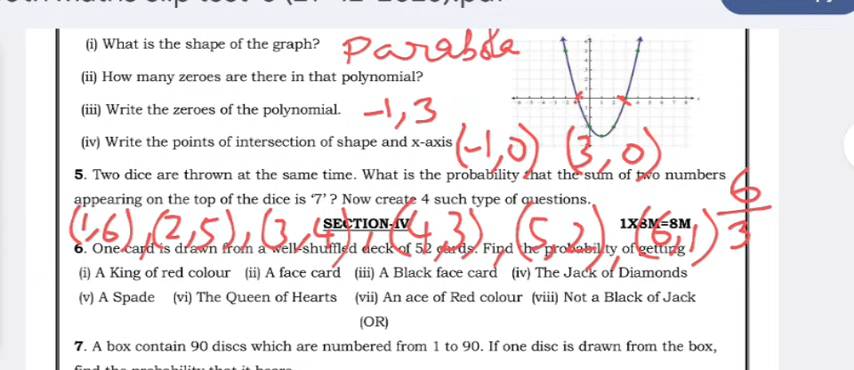 (i) What is the shape of the graph? Parabola
(ii) How many zeroes are there in that polynomial?
(iii) Write the zeroes of the polynomial. -1, 3
(iv) Write the points of intersection of shape and x-axis (-1, 0) (3, 0)
5. Two dice are thrown at the same time. What is the probability that the sum of two numbers
appearing on the top of the dice is '7'? Now create 4 such type of questions.
(1,6), (2,5), (3,4), (4,3), (5,2), (6,1) 6/3
SECTION-IV 1X8M=8M
6. One card is drawn from a well-shuffled deck of 52 cards. Find the probability of getting
(i) A King of red colour (ii) A face card (iii) A Black face card (iv) The Jack of Diamonds
(v) A Spade (vi) The Queen of Hearts (vii) An ace of Red colour (viii) Not a Black of Jack
(OR)
7. A box contain 90 discs which are numbered from 1 to 90. If one disc is drawn from the box,